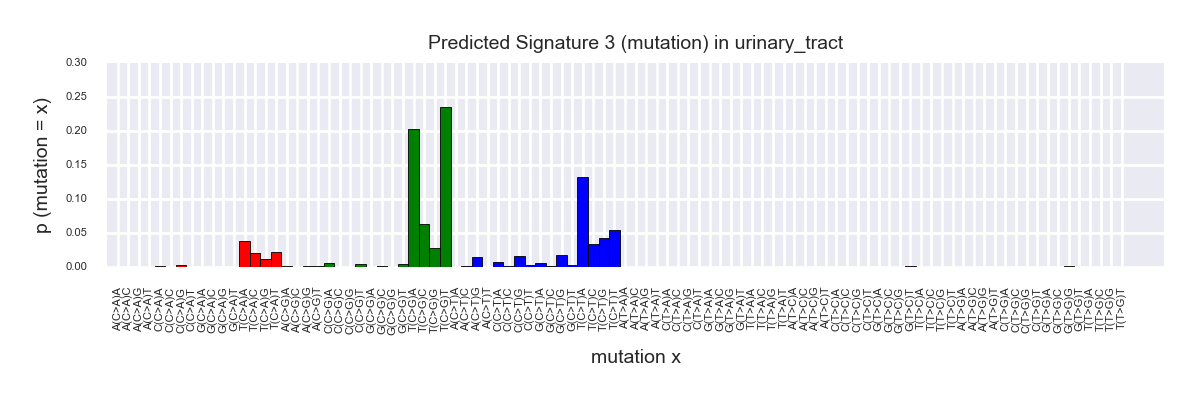 Predicted Signature 3 (mutation) in urinary_tract
p (mutation = x)
0.30
0.25
0.20
0.15
0.10
0.05
0.00
A(C>A)A
A(C>A)C
A(C>A)G
A(C>A)T
C(C>A)A
C(C>A)C
C(C>A)G
C(C>A)T
G(C>A)A
G(C>A)C
G(C>A)G
G(C>A)T
T(C>A)A
T(C>A)C
T(C>A)G
T(C>A)T
A(C>G)A
A(C>G)C
A(C>G)G
A(C>G)T
C(C>G)A
C(C>G)C
C(C>G)G
C(C>G)T
G(C>G)A
G(C>G)C
G(C>G)G
G(C>G)T
T(C>G)A
T(C>G)C
T(C>G)G
T(C>G)T
A(C>T)A
A(C>T)C
A(C>T)G
A(C>T)T
C(C>T)A
C(C>T)C
C(C>T)G
C(C>T)T
G(C>T)A
G(C>T)C
G(C>T)G
G(C>T)T
T(C>T)A
T(C>T)C
T(C>T)G
T(C>T)T
A(T>A)A
A(T>A)C
A(T>A)G
A(T>A)T
C(T>A)A
C(T>A)C
C(T>A)G
C(T>A)T
G(T>A)A
G(T>A)C
G(T>A)G
G(T>A)T
T(T>A)A
T(T>A)C
T(T>A)G
T(T>A)T
A(T>C)A
A(T>C)C
A(T>C)G
A(T>C)T
C(T>C)A
C(T>C)C
C(T>C)G
C(T>C)T
G(T>C)A
G(T>C)C
G(T>C)G
G(T>C)T
T(T>C)A
T(T>C)C
T(T>C)G
T(T>C)T
A(T>G)A
A(T>G)C
A(T>G)G
A(T>G)T
C(T>G)A
C(T>G)C
C(T>G)G
C(T>G)T
G(T>G)A
G(T>G)C
G(T>G)G
G(T>G)T
T(T>G)A
T(T>G)C
T(T>G)G
T(T>G)T
mutation x